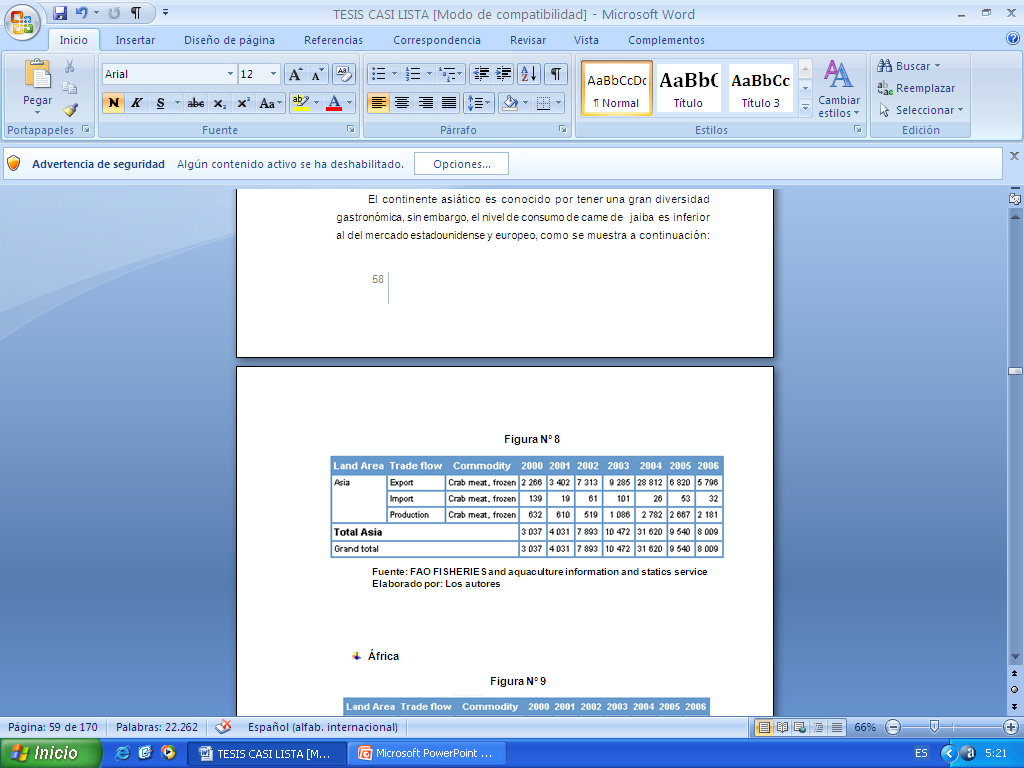 TESIS CASI LISTA [Modo de compatibilidad] - Microsoft Word
Inicio Insertar Diseño de página Referencias Correspondencia Revisar Vista Complementos
Pegar
Portapapeles
Arial 12
Fuente
Párrafo
AaBbCcDc AaBbC AaBbCc
¶ Normal Título Título 3
Cambiar estilos
Estilos
Buscar
Reemplazar
Seleccionar
Edición
Advertencia de seguridad Algún contenido activo se ha deshabilitado. Opciones...
El continente asiático es conocido por tener una gran diversidad
gastronómica, sin embargo, el nivel de consumo de carne de jaiba es inferior
al del mercado estadounidense y europeo, como se muestra a continuación:
58
Figura Nº 8
Land Area Trade flow Commodity 2000 2001 2002 2003 2004 2005 2006
Asia Export Crab meat, frozen 2 266 3 402 7 313 9 285 28 812 6 820 5 796
Import Crab meat, frozen 139 19 61 101 26 53 32
Production Crab meat, frozen 632 610 519 1 086 2 782 2 667 2 181
Total Asia 3 037 4 031 7 893 10 472 31 620 9 540 8 009
Grand total 3 037 4 031 7 893 10 472 31 620 9 540 8 009
Fuente: FAO FISHERIES and aquaculture information and statics service
Elaborado por: Los autores
África
Figura Nº 9
Land Area Trade flow Commodity 2000 2001 2002 2003 2004 2005 2006
Página: 59 de 170 Palabras: 22.262 Español (alfab. internacional) 66%
Inicio TESIS CASI LISTA [M... Microsoft PowerPoint ... ES 5:21